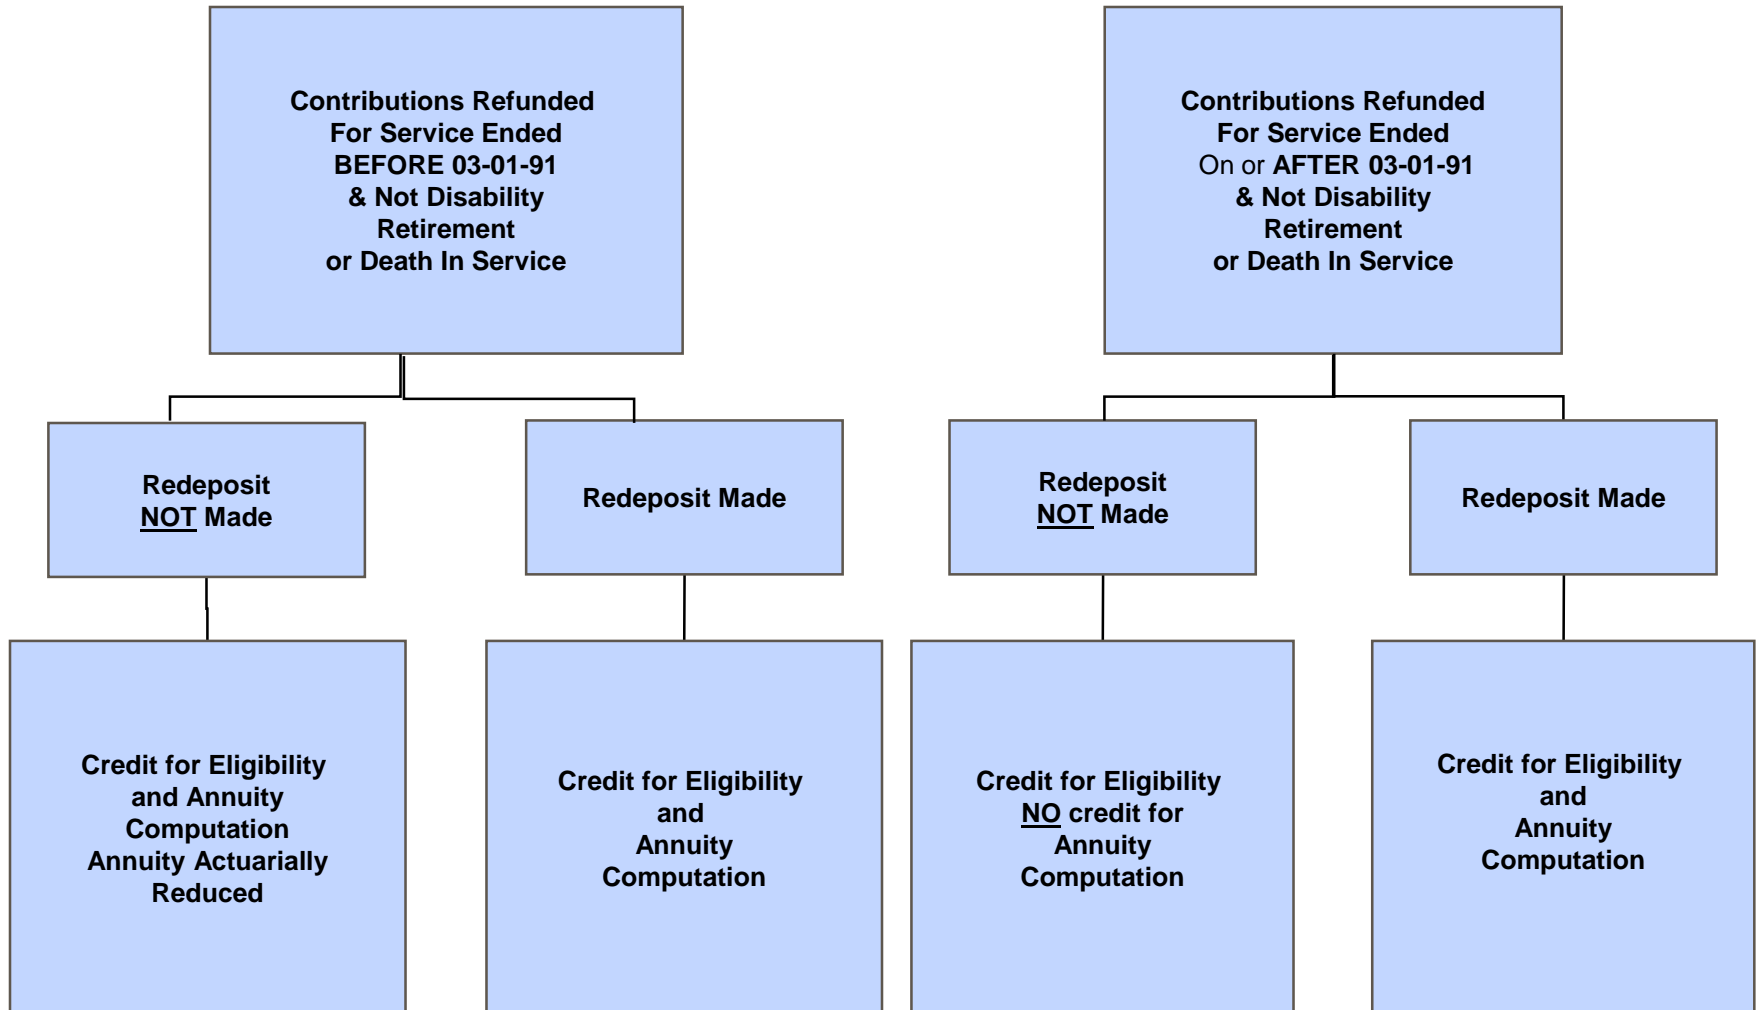 Contributions Refunded
For Service Ended
BEFORE 03-01-91
& Not Disability
Retirement
or Death In Service
Contributions Refunded
For Service Ended
On or AFTER 03-01-91
& Not Disability
Retirement
or Death In Service
Redeposit
NOT Made
Redeposit Made
Redeposit
NOT Made
Redeposit Made
Credit for Eligibility
and Annuity
Computation
Annuity Actuarially
Reduced
Credit for Eligibility
and
Annuity
Computation
Credit for Eligibility
NO credit for
Annuity
Computation
Credit for Eligibility
and
Annuity
Computation